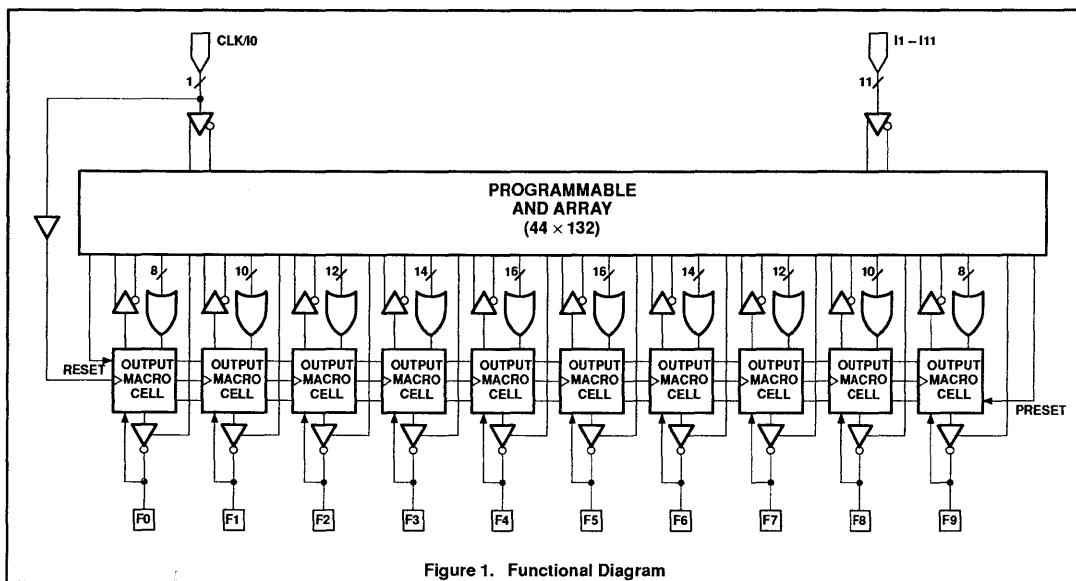 CLK/I0
I1 – I11
1
11
PROGRAMMABLE
AND ARRAY
(44 × 132)
8 10 12 14 16 16 14 12 10 8
RESET
OUTPUT MACRO CELL
OUTPUT MACRO CELL
OUTPUT MACRO CELL
OUTPUT MACRO CELL
OUTPUT MACRO CELL
OUTPUT MACRO CELL
OUTPUT MACRO CELL
OUTPUT MACRO CELL
OUTPUT MACRO CELL
OUTPUT MACRO CELL
PRESET
F0 F1 F2 F3 F4 F5 F6 F7 F8 F9
Figure 1. Functional Diagram